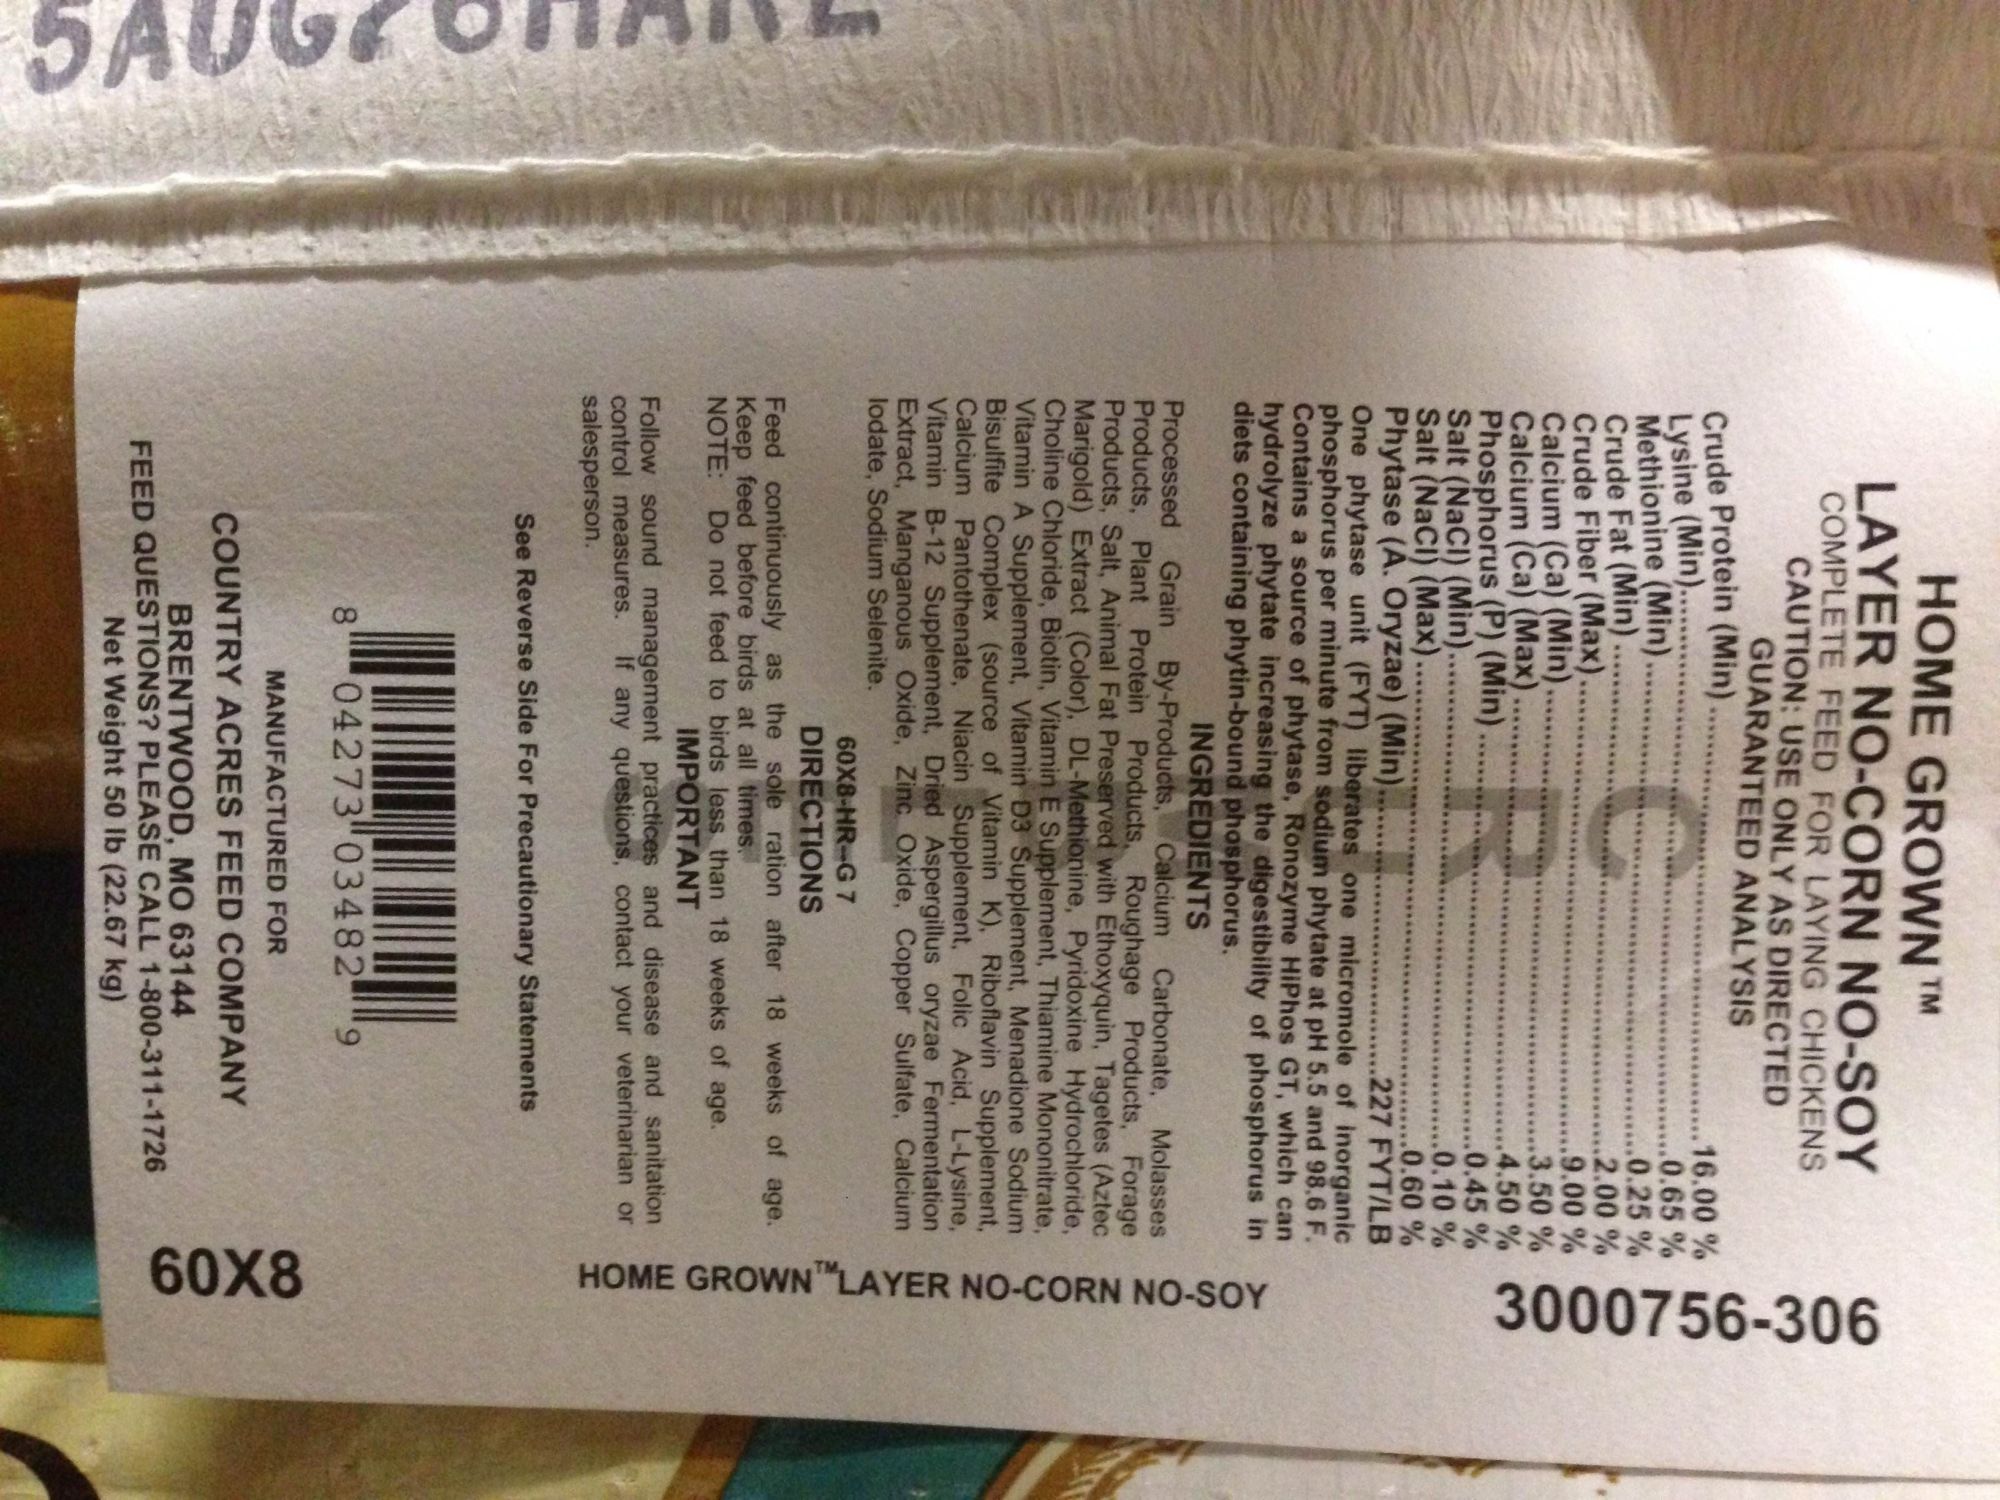 HOME GROWN™
LAYER NO-CORN NO-SOY
COMPLETE FEED FOR LAYING CHICKENS
CAUTION: USE ONLY AS DIRECTED
GUARANTEED ANALYSIS
Crude Protein (Min)..........16.00 %
Lysine (Min)..........0.65 %
Methionine (Min)..........0.25 %
Crude Fat (Min)..........2.00 %
Crude Fiber (Max)..........9.00 %
Calcium (Ca) (Min)..........3.50 %
Calcium (Ca) (Max)..........4.50 %
Phosphorus (P) (Min)..........0.45 %
Salt (NaCl) (Min)..........0.10 %
Salt (NaCl) (Max)..........0.60 %
Phytase (A. Oryzae) (Min)..........227 FYT/LB
One phytase unit (FYT) liberates one micromole of inorganic
phosphorus per minute from sodium phytate at pH 5.5 and 98.6 F.
Contains a source of phytase, Ronozyme HiPhos GT, which can
hydrolyze phytate increasing the digestibility of phosphorus in
diets containing phytin-bound phosphorus.
INGREDIENTS
Processed Grain By-Products, Calcium Carbonate, Molasses
Products, Plant Protein Products, Roughage Products, Forage
Products, Salt, Animal Fat Preserved with Ethoxyquin, Tagetes (Aztec
Marigold) Extract (Color), DL-Methionine, Pyridoxine Hydrochloride,
Choline Chloride, Biotin, Vitamin E Supplement, Thiamine Mononitrate,
Vitamin A Supplement, Vitamin D3 Supplement, Menadione Sodium
Bisulfite Complex (source of Vitamin K), Riboflavin Supplement,
Calcium Pantothenate, Niacin Supplement, Folic Acid, L-Lysine,
Vitamin B-12 Supplement, Dried Aspergillus oryzae Fermentation
Extract, Manganous Oxide, Zinc Oxide, Copper Sulfate, Calcium
Iodate, Sodium Selenite.
60X8-HR--G 7
DIRECTIONS
Feed continuously as the sole ration after 18 weeks of age.
Keep feed before birds at all times.
NOTE: Do not feed to birds less than 18 weeks of age.
IMPORTANT
Follow sound management practices and disease and sanitation
control measures. If any questions, contact your veterinarian or
salesperson.
See Reverse Side For Precautionary Statements
8 04273 03482 9
MANUFACTURED FOR
COUNTRY ACRES FEED COMPANY
BRENTWOOD, MO 63144
FEED QUESTIONS? PLEASE CALL 1-800-311-1726
Net Weight 50 lb (22.67 kg)
3000756-306
HOME GROWN™LAYER NO-CORN NO-SOY
60X8